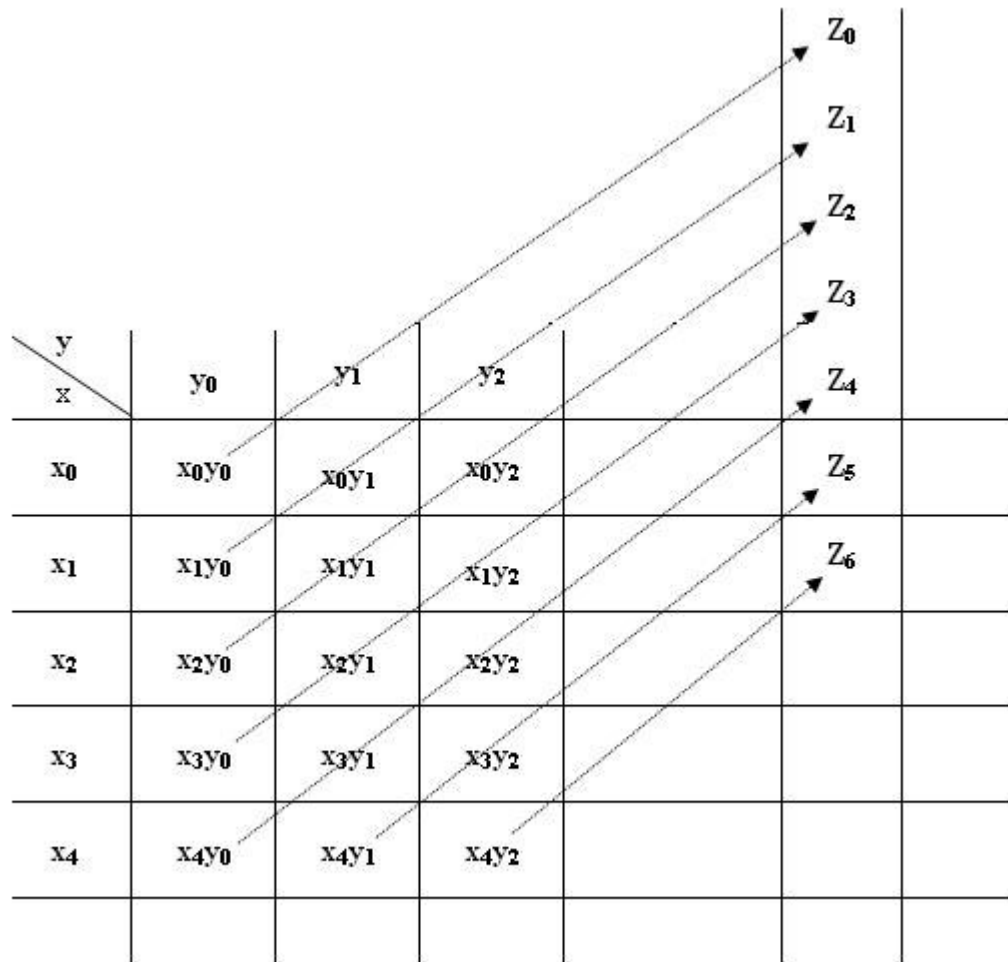 Z₀
Z₁
Z₂
Z₃
y
x y₀ y₁ y₂ Z₄
x₀ x₀y₀ x₀y₁ x₀y₂ Z₅
x₁ x₁y₀ x₁y₁ x₁y₂ Z₆
x₂ x₂y₀ x₂y₁ x₂y₂
x₃ x₃y₀ x₃y₁ x₃y₂
x₄ x₄y₀ x₄y₁ x₄y₂